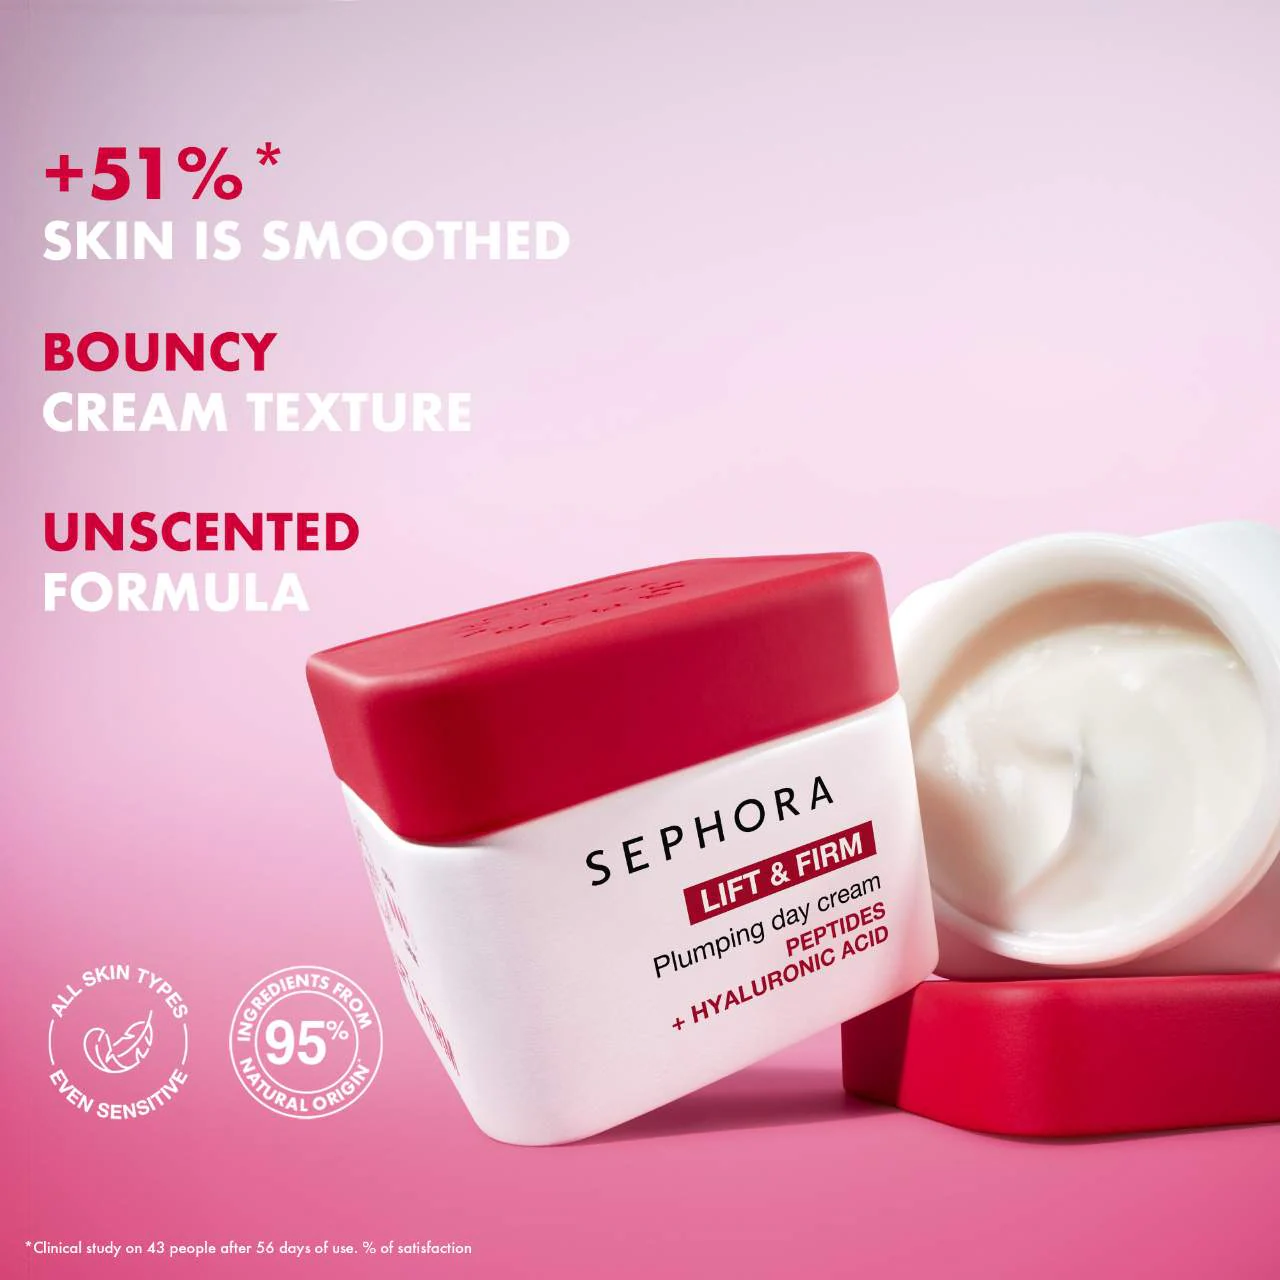 +51%*
SKIN IS SMOOTHED
BOUNCY
CREAM TEXTURE
UNSCENTED
FORMULA
SEPHORA
LIFT & FIRM
Plumping day cream
PEPTIDES
+ HYALURONIC ACID
ALL SKIN TYPES
EVEN SENSITIVE
INGREDIENTS FROM
95%
NATURAL ORIGIN*
*Clinical study on 43 people after 56 days of use. % of satisfaction